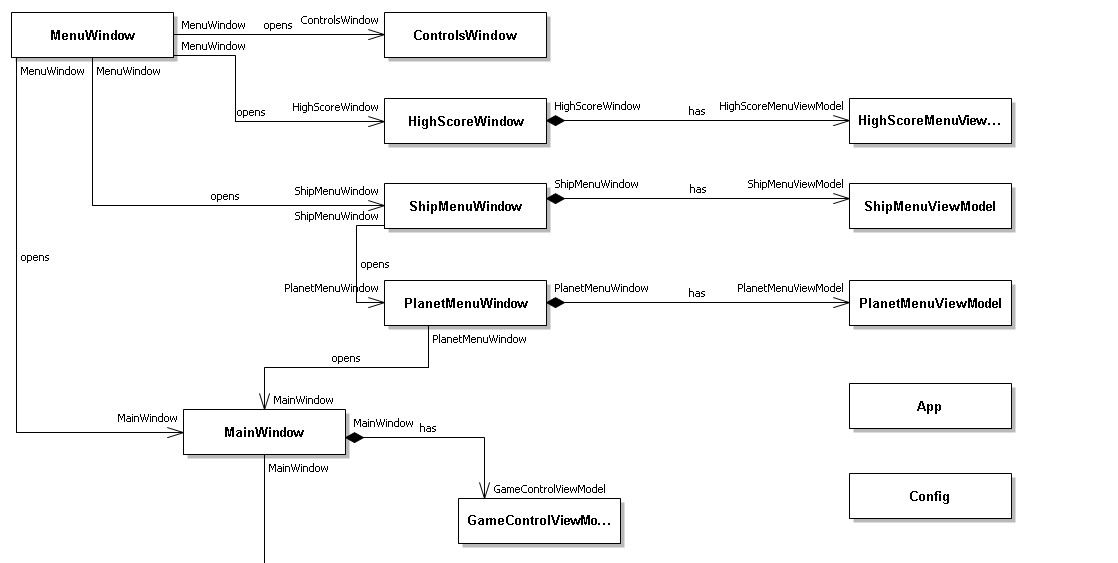 MenuWindow
MenuWindow
opens
ControlsWindow
ControlsWindow
MenuWindow
MenuWindow
MenuWindow
opens
HighScoreWindow
HighScoreWindow
HighScoreWindow
has
HighScoreMenuViewModel
HighScoreMenuView...
opens
ShipMenuWindow
ShipMenuWindow
ShipMenuWindow
has
ShipMenuViewModel
ShipMenuViewModel
ShipMenuWindow
opens
opens
PlanetMenuWindow
PlanetMenuWindow
PlanetMenuWindow
has
PlanetMenuViewModel
PlanetMenuViewModel
PlanetMenuWindow
opens
MainWindow
App
MainWindow
MainWindow
MainWindow
has
MainWindow
GameControlViewModel
GameControlViewMo...
Config